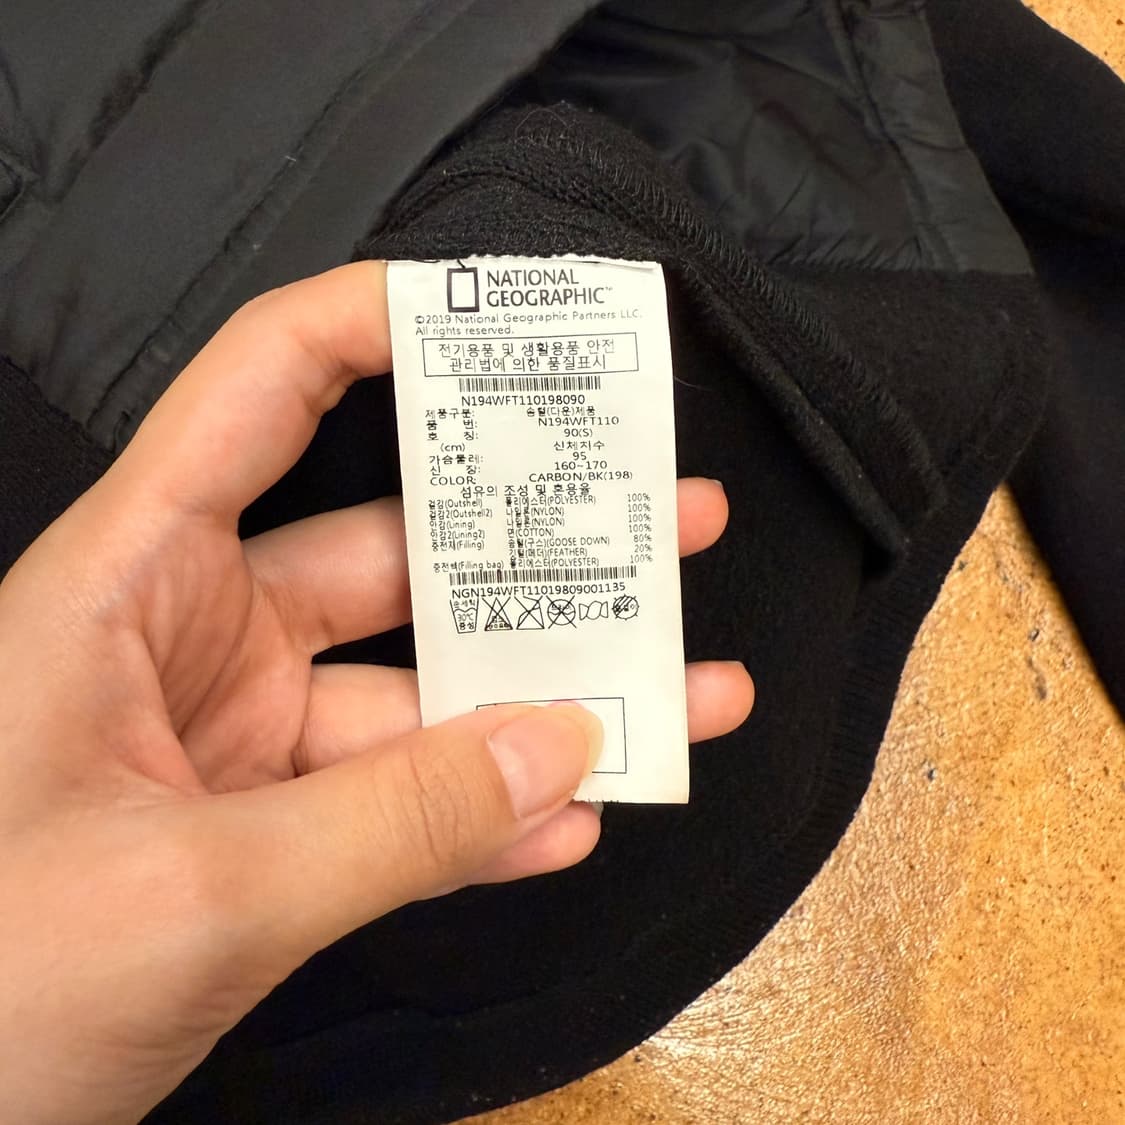 NATIONAL
GEOGRAPHIC™
©2019 National Geographic Partners LLC.
All rights reserved.
전기용품 및 생활용품 안전
관리법에 의한 품질표시
N194WFT110198090
제품구분: 솜털(다운)제품
품 번: N194WFT110
호 칭: 90(S)
(cm) 신체치수
가슴둘레: 95
신 장: 160~170
COLOR: CARBON/BK(198)
섬유의 조성 및 혼용율
겉감(Outshell) 폴리에스터(POLYESTER) 100%
겉감2(Outshell2) 나일론(NYLON) 100%
안감(Lining) 나일론(NYLON) 100%
안감2(Lining2) 면(COTTON) 100%
충전재(Filling) 솜털(구스)(GOOSE DOWN) 80%
깃털(페더)(FEATHER) 20%
충전백(Filling bag) 폴리에스터(POLYESTER) 100%
NGN194WFT11019809001135
손세탁
30℃
중성